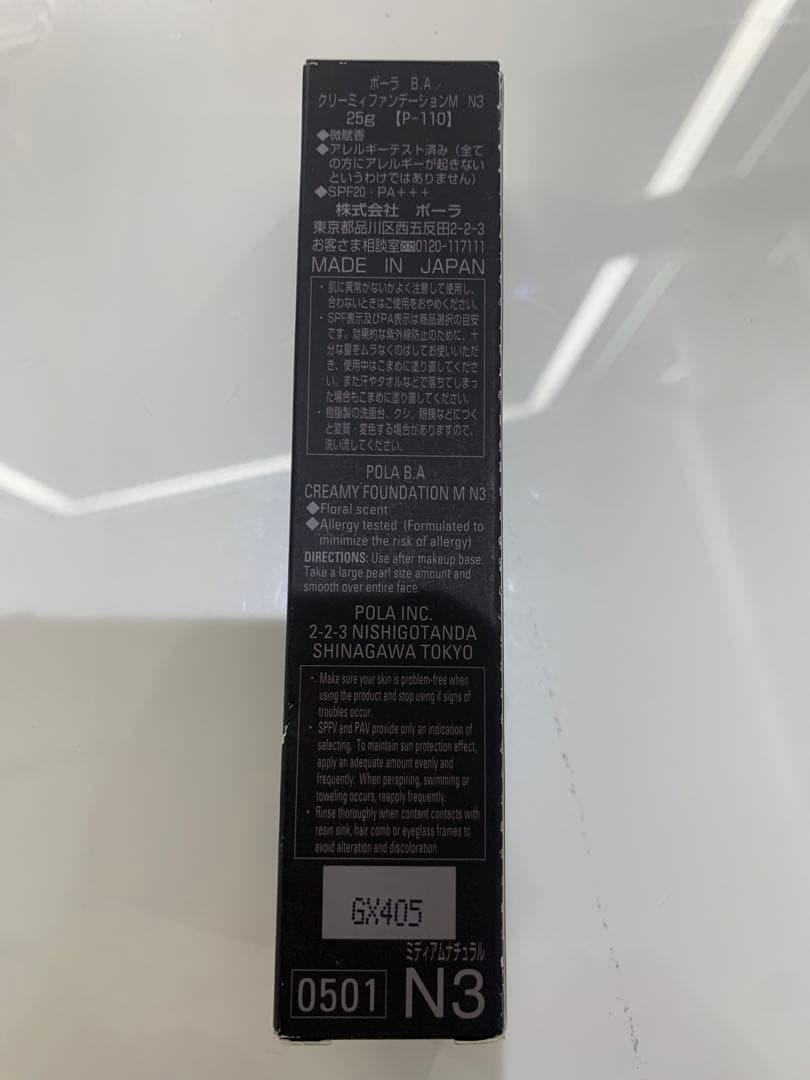 ポーラ B.A
クリーミィファンデーションM N3
25g 【P-110】
◆微賦香
◆アレルギーテスト済み（全て
の方にアレルギーが起きない
というわけではありません）
◆SPF20・PA+++
株式会社 ポーラ
東京都品川区西五反田2-2-3
お客さま相談室0120-117111
MADE IN JAPAN
・肌に異常がないかよく注意して使用し、
合わないときはご使用をおやめください。
・SPF表示及びPA表示は商品選択の目安
です。効果的な紫外線防止のために、十
分な量をムラなくのばしてお使いいただ
き、使用中はこまめに塗り直してくださ
い。また汗やタオルなどで落ちてしまっ
た場合もこまめに塗り直してください。
・樹脂製の洗面台、クシ、眼鏡などにつく
と変質・変色する場合がありますので、
洗い流してください。
POLA B.A
CREAMY FOUNDATION M N3
◆Floral scent
◆Allergy tested (Formulated to
minimize the risk of allergy)
DIRECTIONS: Use after makeup base.
Take a large pearl size amount and
smooth over entire face.
POLA INC.
2-2-3 NISHIGOTANDA
SHINAGAWA TOKYO
・Make sure your skin is problem-free when
using the product and stop using if signs of
troubles occur.
・SPFV and PAV provide only an indication of
selecting. To maintain sun protection effect,
apply an adequate amount evenly and
frequently. When perspiring, swimming or
toweling occurs, reapply frequently.
・Rinse thoroughly when content contacts with
resin sink, hair comb or eyeglass frames to
avoid alteration and discoloration.
GX405
ミディアムナチュラル
0501 N3